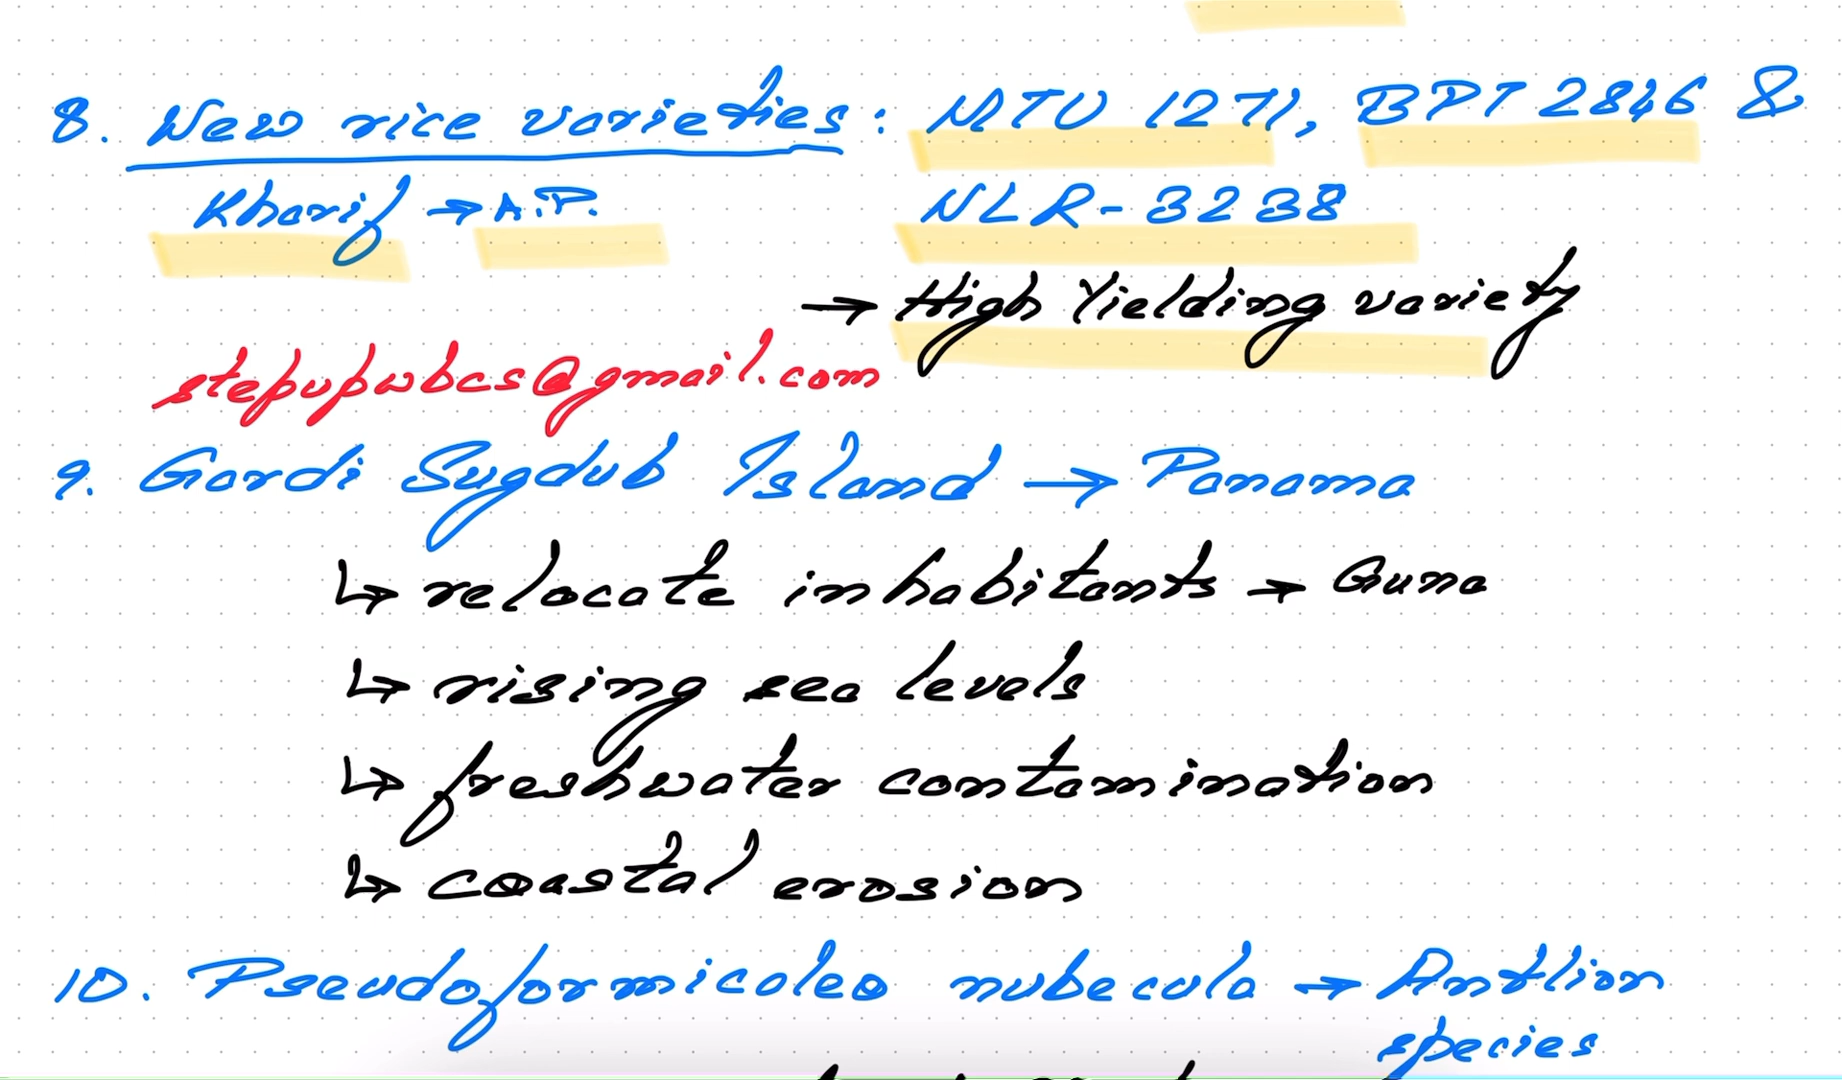 8. New rice varieties: MTU 1271, BPT 2846 &
Kharif → A.P. NLR-3238
→ High Yielding variety
stepupwbcs@gmail.com
9. Gardi Sugdub Island → Panama
↳ relocate inhabitants → Guna
↳ rising sea levels
↳ freshwater contamination
↳ coastal erosion
10. Pseudoformicaleo nubecula → Antlion
species